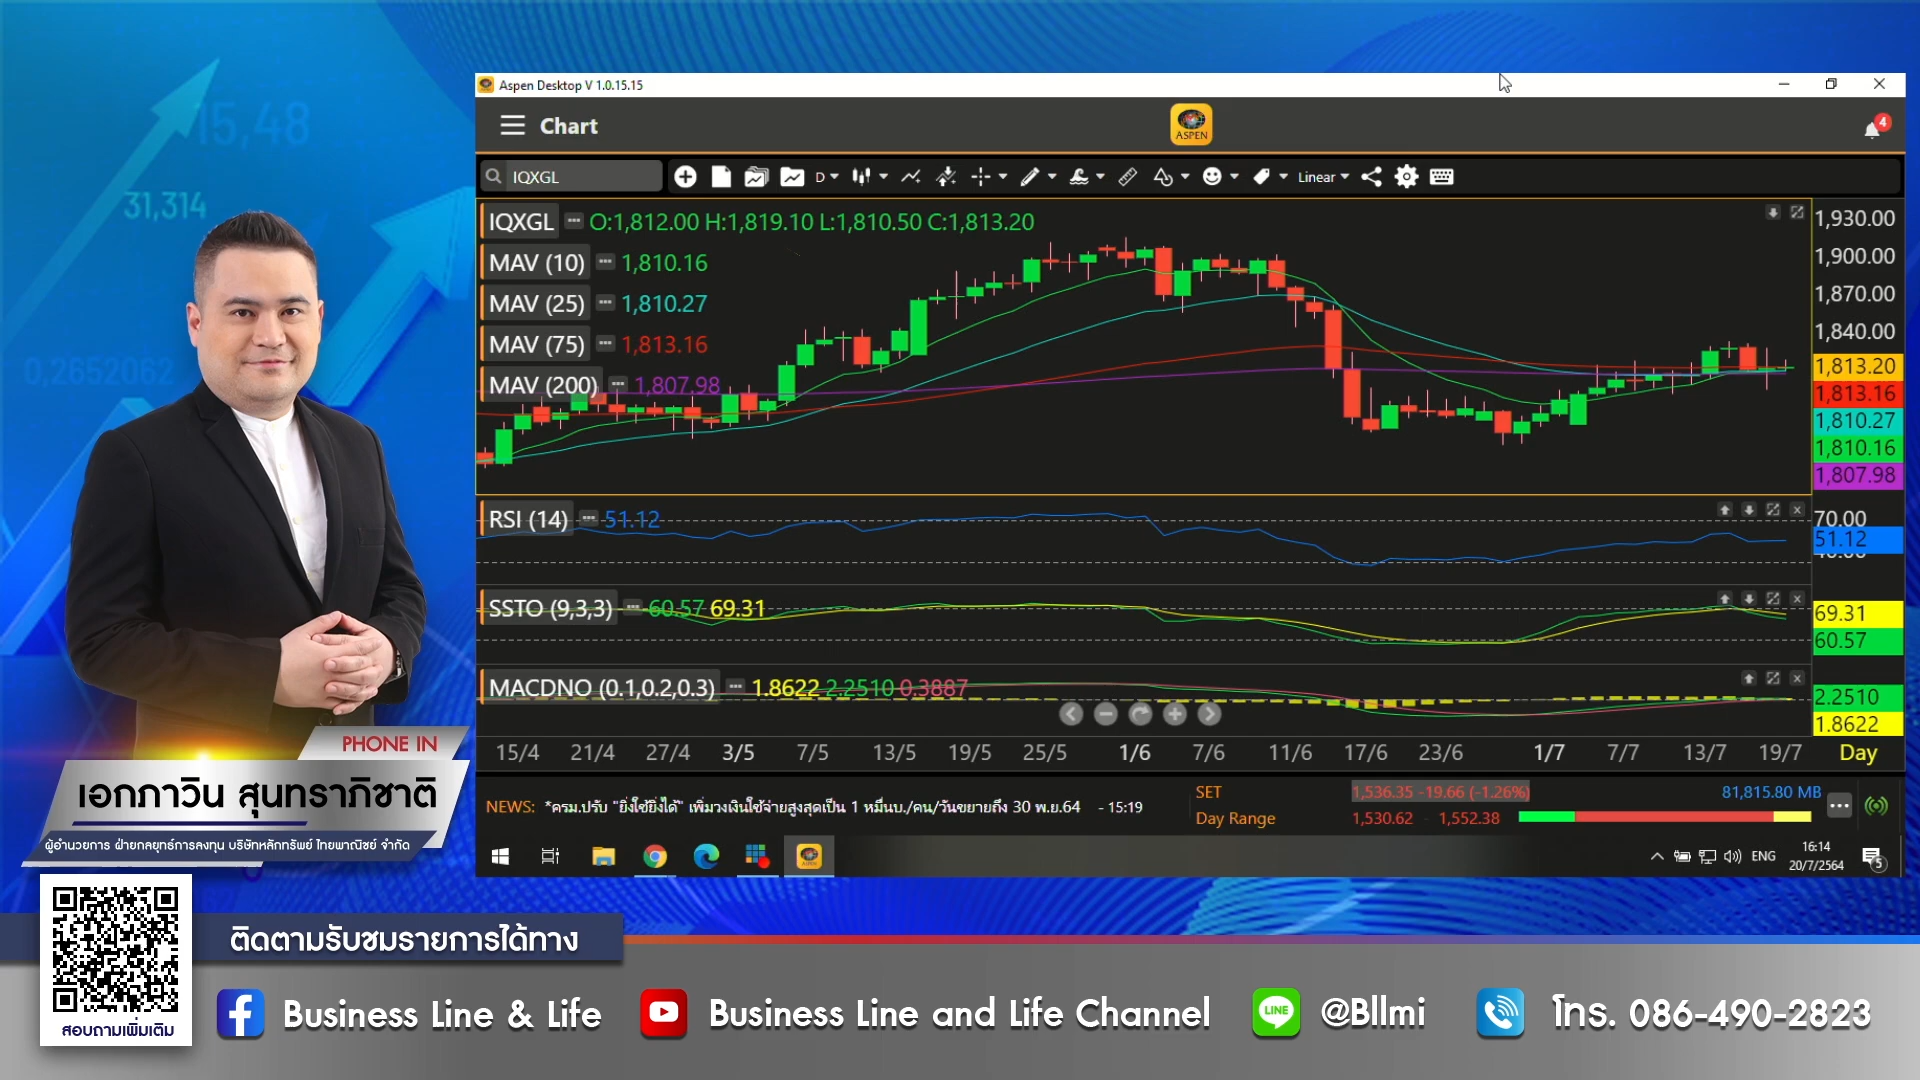 15,48
31,314
0,2652062
Aspen Desktop V 1.0.15.15
Chart
ASPEN
4
IQXGL
D
Linear
IQXGL O:1,812.00 H:1,819.10 L:1,810.50 C:1,813.20
MAV (10) 1,810.16
MAV (25) 1,810.27
MAV (75) 1,813.16
MAV (200) 1,807.98
1,930.00
1,900.00
1,870.00
1,840.00
1,813.20
1,813.16
1,810.27
1,810.16
1,807.98
RSI (14) 51.12
70.00
51.12
SSTO (9,3,3) 60.57 69.31
69.31
60.57
MACDNO (0.1,0.2,0.3) 1.8622 2.2510 0.3887
2.2510
1.8622
15/4 21/4 27/4 3/5 7/5 13/5 19/5 25/5 1/6 7/6 11/6 17/6 23/6 1/7 7/7 13/7 19/7 Day
NEWS: *ครม.ปรับ "ยิ่งใช้ยิ่งได้" เพิ่มวงเงินใช้จ่ายสูงสุดเป็น 1 หมื่นบ./คน/วันขยายถึง 30 พ.ย.64 - 15:19
SET 1,536.35 -19.66 (-1.26%) 81,815.80 MB
Day Range 1,530.62 - 1,552.38
ENG
16:14
20/7/2564
5
PHONE IN
เอกภาวิน สุนทราภิชาติ
ผู้อำนวยการ ฝ่ายกลยุทธ์การลงทุน บริษัทหลักทรัพย์ ไทยพาณิชย์ จำกัด
ติดตามรับชมรายการได้ทาง
สอบถามเพิ่มเติม
Business Line & Life
Business Line and Life Channel
LINE
@Bllmi
โทร. 086-490-2823